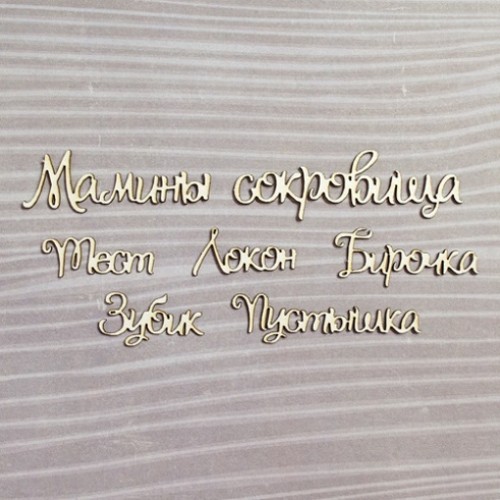 Мамины сокровища
Тест Локон Бирочка
Зубик Пустышка